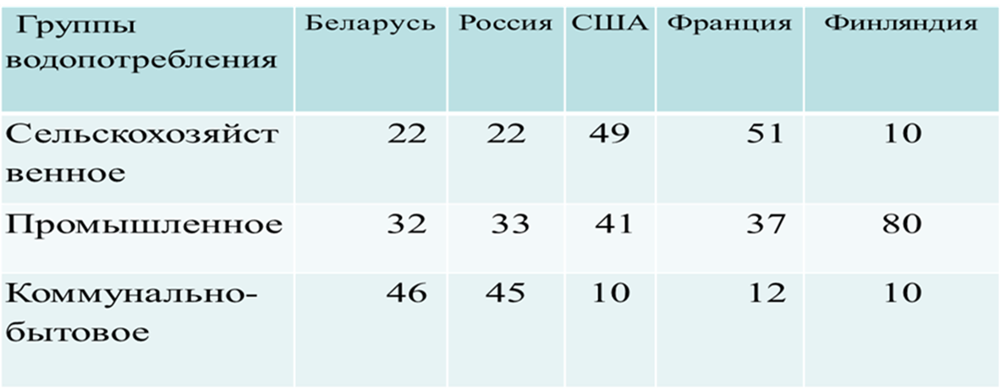 Группы Беларусь Россия США Франция Финляндия
водопотребления
Сельскохозяйст 22 22 49 51 10
венное
Промышленное 32 33 41 37 80
Коммунально- 46 45 10 12 10
бытовое